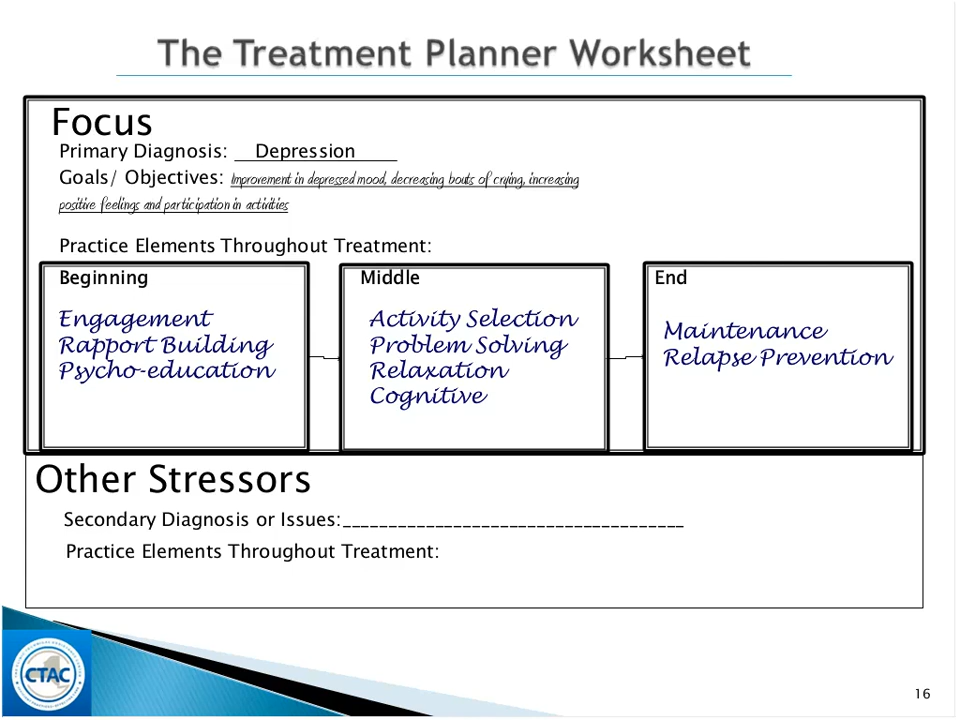 The Treatment Planner Worksheet
Focus
Primary Diagnosis: __Depression____
Goals/ Objectives: Improvement in depressed mood, decreasing bouts of crying, increasing
positive feelings and participation in activities
Practice Elements Throughout Treatment:
Beginning
Engagement
Rapport Building
Psycho-education
Middle
Activity Selection
Problem Solving
Relaxation
Cognitive
End
Maintenance
Relapse Prevention
Other Stressors
Secondary Diagnosis or Issues:_____________________________________
Practice Elements Throughout Treatment:
CTAC
16